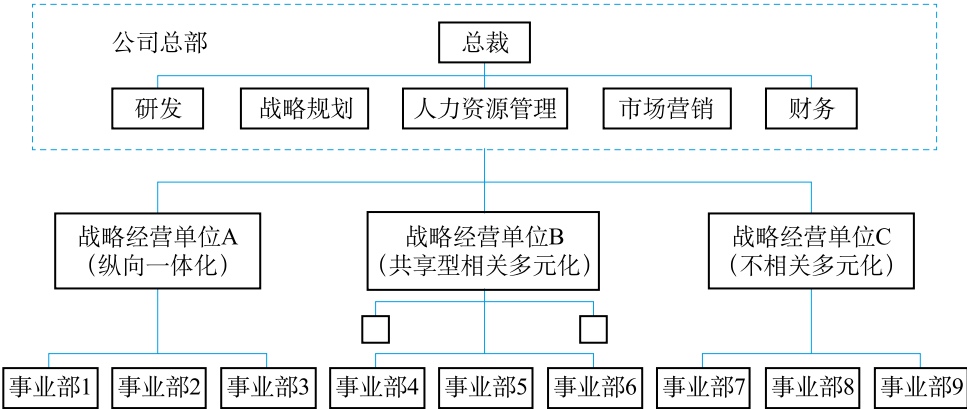 公司总部
总裁
研发
战略规划
人力资源管理
市场营销
财务
战略经营单位A
（纵向一体化）
战略经营单位B
（共享型相关多元化）
战略经营单位C
（不相关多元化）
事业部1
事业部2
事业部3
事业部4
事业部5
事业部6
事业部7
事业部8
事业部9